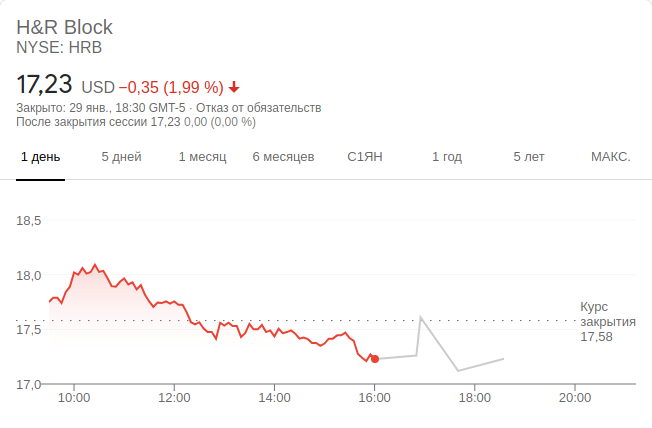 H&R Block
NYSE: HRB
17,23 USD −0,35 (1,99 %)
Закрыто: 29 янв., 18:30 GMT-5 · Отказ от обязательств
После закрытия сессии 17,23 0,00 (0,00 %)
1 день 5 дней 1 месяц 6 месяцев С1ЯН 1 год 5 лет МАКС.
18,5
18,0
17,5
17,0
Курс
закрытия
17,58
10:00 12:00 14:00 16:00 18:00 20:00